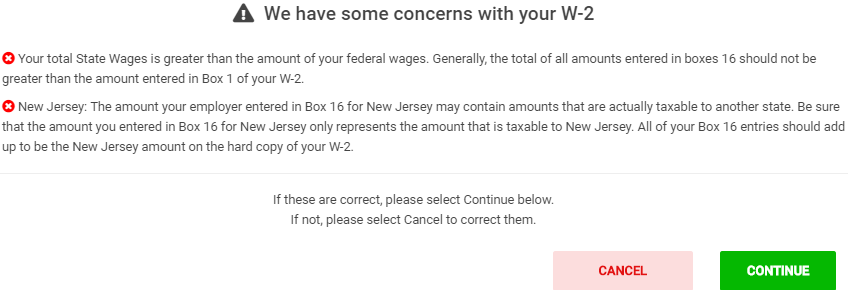 We have some concerns with your W-2
Your total State Wages is greater than the amount of your federal wages. Generally, the total of all amounts entered in boxes 16 should not be
greater than the amount entered in Box 1 of your W-2.
New Jersey: The amount your employer entered in Box 16 for New Jersey may contain amounts that are actually taxable to another state. Be sure
that the amount you entered in Box 16 for New Jersey only represents the amount that is taxable to New Jersey. All of your Box 16 entries should add
up to be the New Jersey amount on the hard copy of your W-2.
If these are correct, please select Continue below.
If not, please select Cancel to correct them.
CANCEL CONTINUE